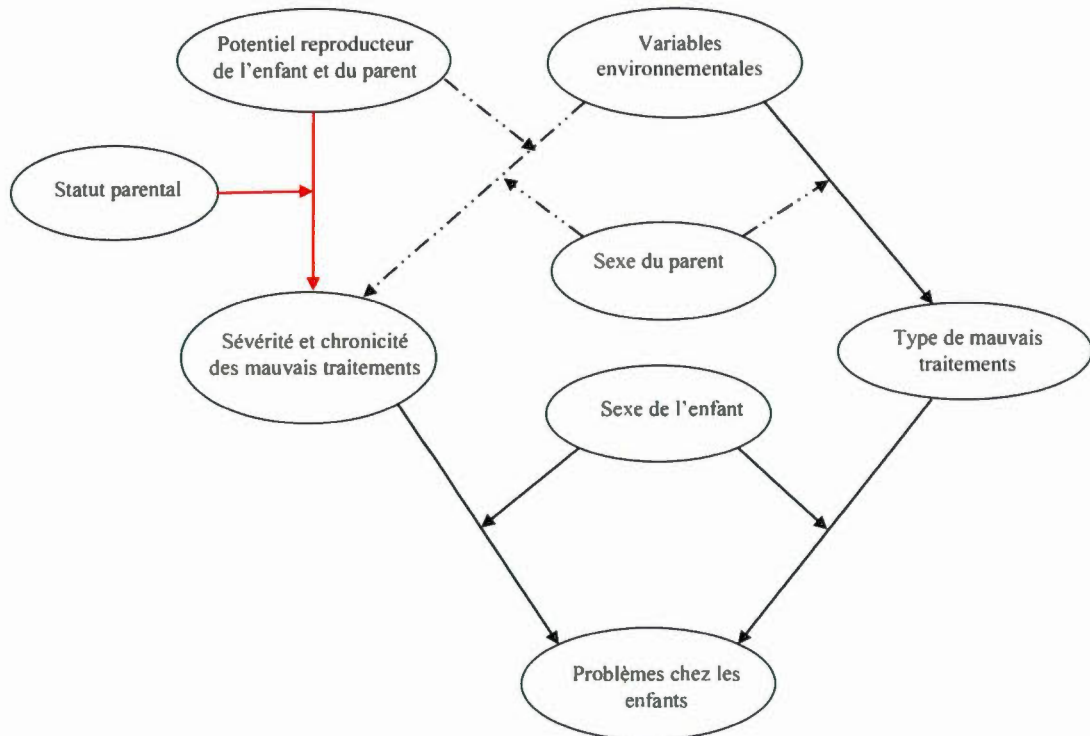 Potentiel reproducteur
de l'enfant et du parent
Variables
environnementales
Statut parental
Sexe du parent
Sévérité et chronicité
des mauvais traitements
Type de mauvais
traitements
Sexe de l'enfant
Problèmes chez les
enfants